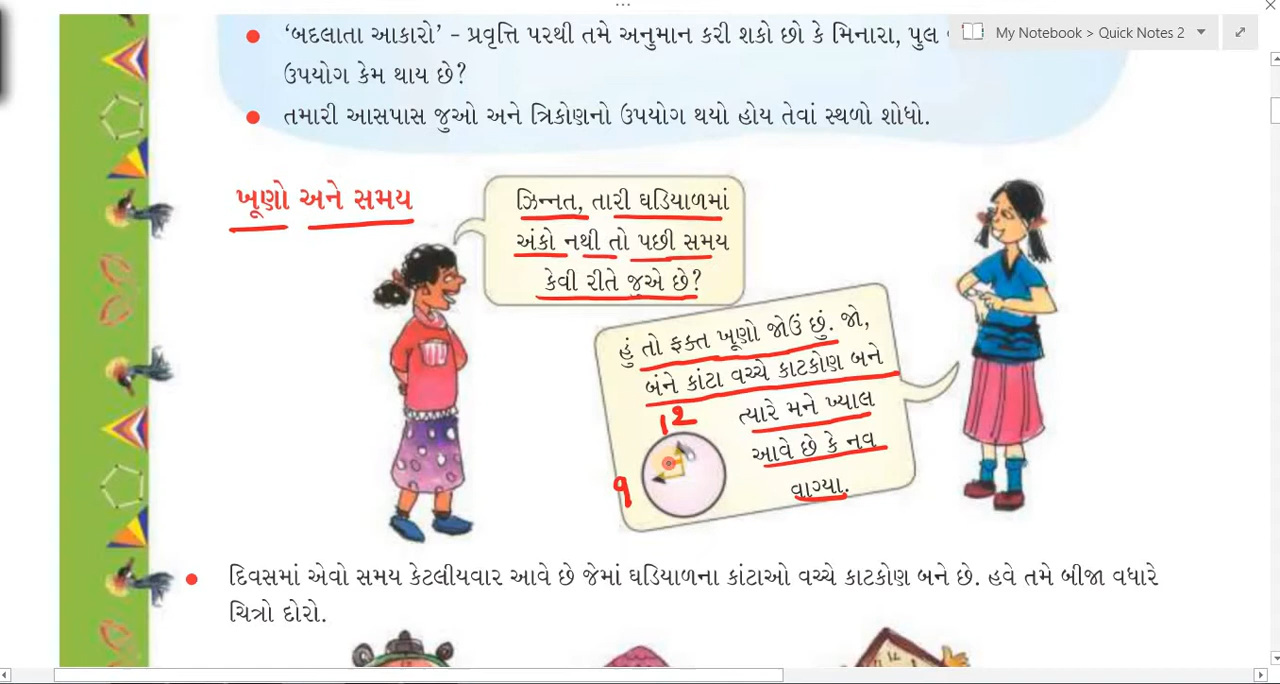 'બદલાતા આકારો' - પ્રવૃત્તિ પરથી તમે અનુમાન કરી શકો છો કે મિનારા, પુલ
My Notebook > Quick Notes 2
ઉપયોગ કેમ થાય છે?
તમારી આસપાસ જુઓ અને ત્રિકોણનો ઉપયોગ થયો હોય તેવાં સ્થળો શોધો.
ખૂણો અને સમય
ઝિન્નત, તારી ઘડિયાળમાં
અંકો નથી તો પછી સમય
કેવી રીતે જુએ છે?
હું તો ફક્ત ખૂણો જોઉં છું. જો,
બંને કાંટા વચ્ચે કાટકોણ બને
ત્યારે મને ખ્યાલ
આવે છે કે નવ
વાગ્યા.
12
9
દિવસમાં એવો સમય કેટલીયવાર આવે છે જેમાં ઘડિયાળના કાંટાઓ વચ્ચે કાટકોણ બને છે. હવે તમે બીજા વધારે
ચિત્રો દોરો.